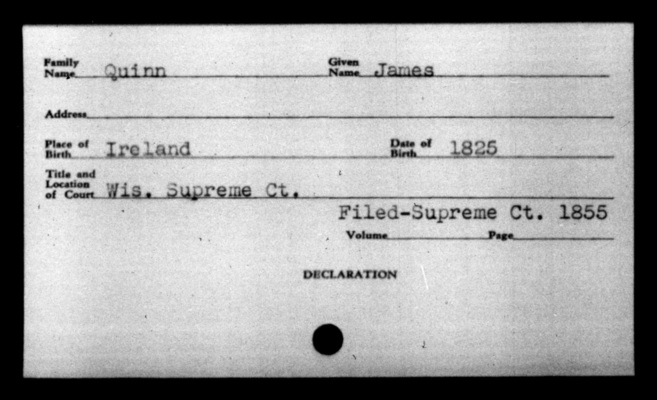 Family Name Quinn Given Name James
Address
Place of Birth Ireland Date of Birth 1825
Title and Location of Court Wis. Supreme Ct.
Filed-Supreme Ct. 1855
Volume Page
DECLARATION